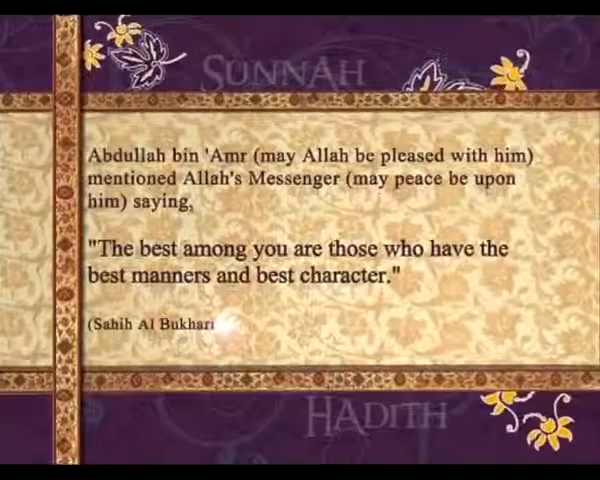 SUNNAH
Abdullah bin 'Amr (may Allah be pleased with him)
mentioned Allah's Messenger (may peace be upon
him) saying,
"The best among you are those who have the
best manners and best character."
(Sahih Al Bukhari
HADITH